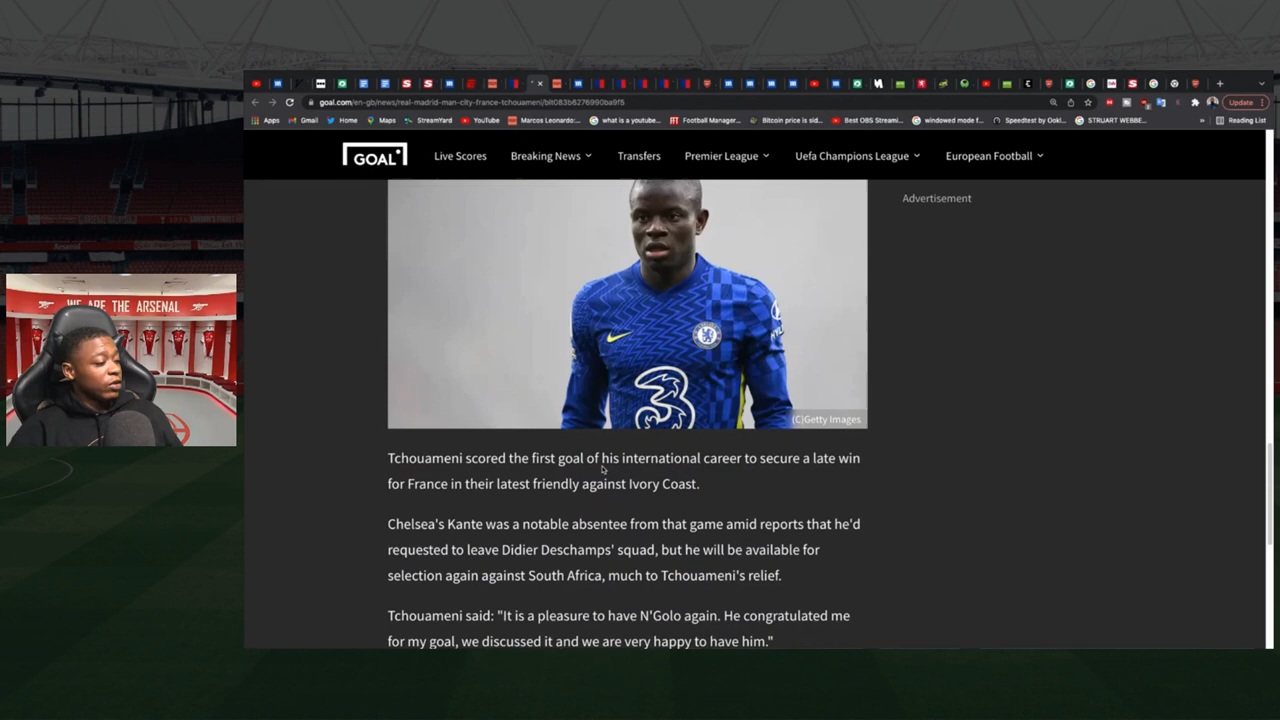 goal.com/en-gb/news/real-madrid-man-city-france-tchouameni/blt083b6276990ba9f5
Update
Apps Gmail Home Maps StreamYard YouTube Marcos Leonardo:... what is a youtube... Football Manager... Bitcoin price is sid... Best OBS Streami... windowed mode f... Speedtest by Ookl... STRUART WEBBE... » Reading List
GOAL Live Scores Breaking News Transfers Premier League Uefa Champions League European Football
Advertisement
WE ARE THE ARSENAL
3
(C)Getty Images
Tchouameni scored the first goal of his international career to secure a late win
for France in their latest friendly against Ivory Coast.
Chelsea's Kante was a notable absentee from that game amid reports that he'd
requested to leave Didier Deschamps' squad, but he will be available for
selection again against South Africa, much to Tchouameni's relief.
Tchouameni said: "It is a pleasure to have N'Golo again. He congratulated me
for my goal, we discussed it and we are very happy to have him."